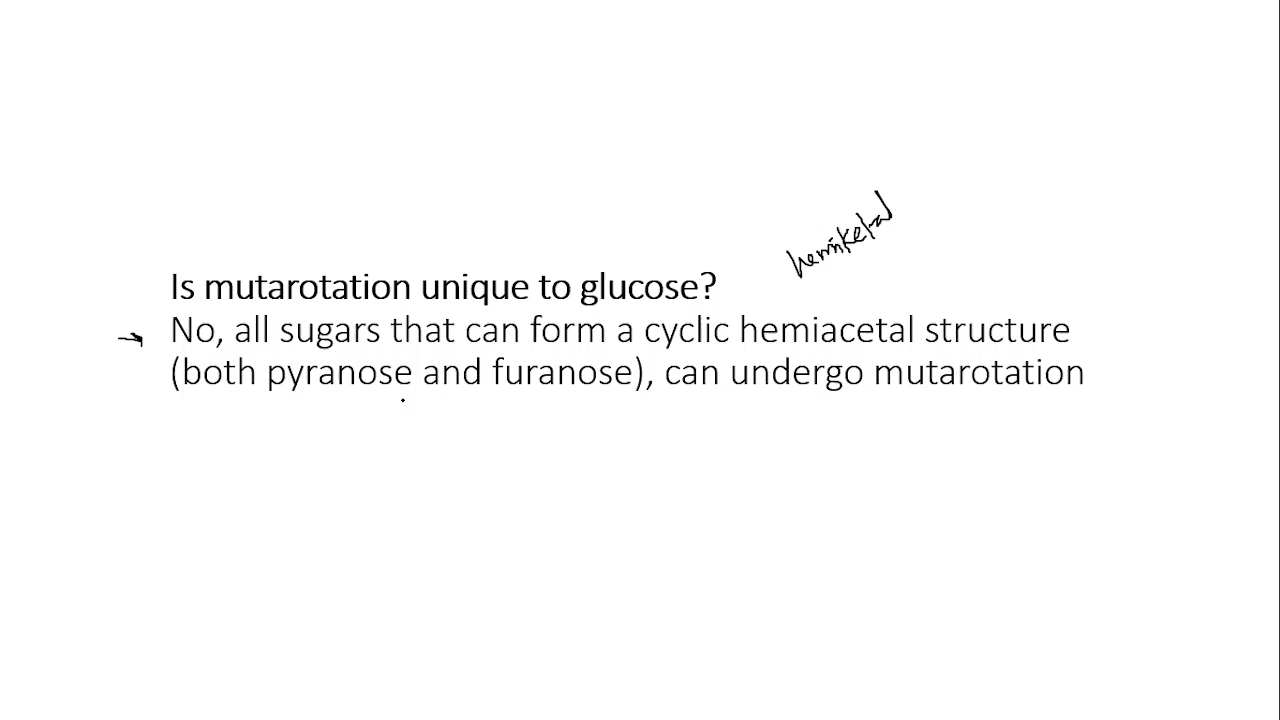 hemiketal
Is mutarotation unique to glucose?
No, all sugars that can form a cyclic hemiacetal structure
(both pyranose and furanose), can undergo mutarotation